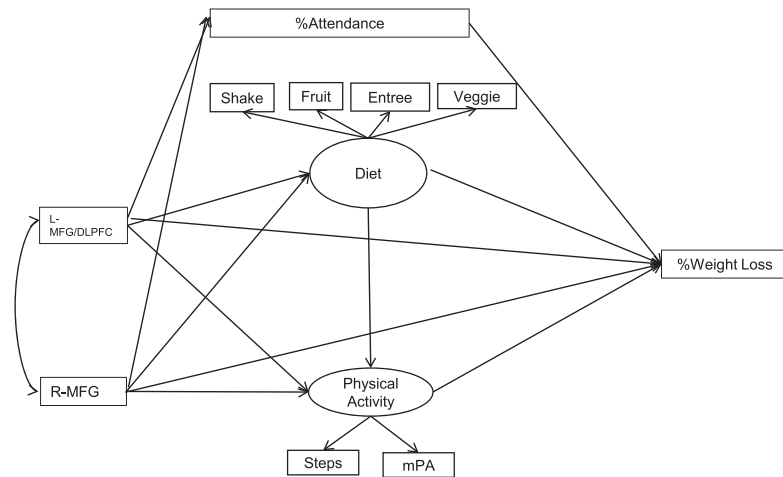 %Attendance
Shake
Fruit
Entree
Veggie
Diet
L-
MFG/DLPFC
%Weight Loss
R-MFG
Physical
Activity
Steps
mPA